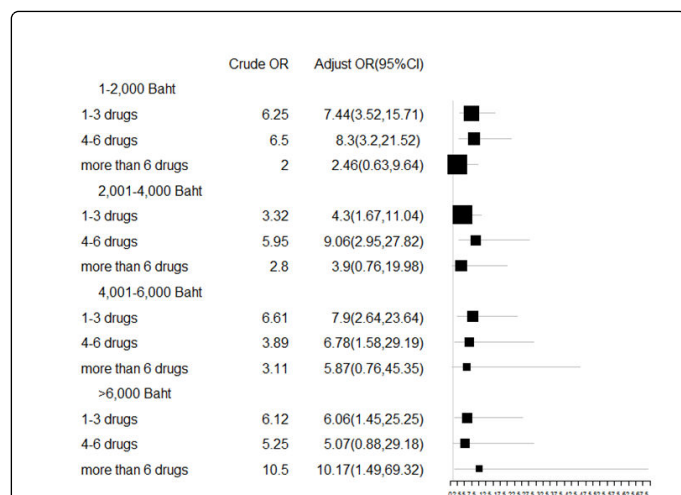 Crude OR Adjust OR(95%CI)
1-2,000 Baht
1-3 drugs 6.25 7.44(3.52,15.71)
4-6 drugs 6.5 8.3(3.2,21.52)
more than 6 drugs 2 2.46(0.63,9.64)
2,001-4,000 Baht
1-3 drugs 3.32 4.3(1.67,11.04)
4-6 drugs 5.95 9.06(2.95,27.82)
more than 6 drugs 2.8 3.9(0.76,19.98)
4,001-6,000 Baht
1-3 drugs 6.61 7.9(2.64,23.64)
4-6 drugs 3.89 6.78(1.58,29.19)
more than 6 drugs 3.11 5.87(0.76,45.35)
>6,000 Baht
1-3 drugs 6.12 6.06(1.45,25.25)
4-6 drugs 5.25 5.07(0.88,29.18)
more than 6 drugs 10.5 10.17(1.49,69.32)